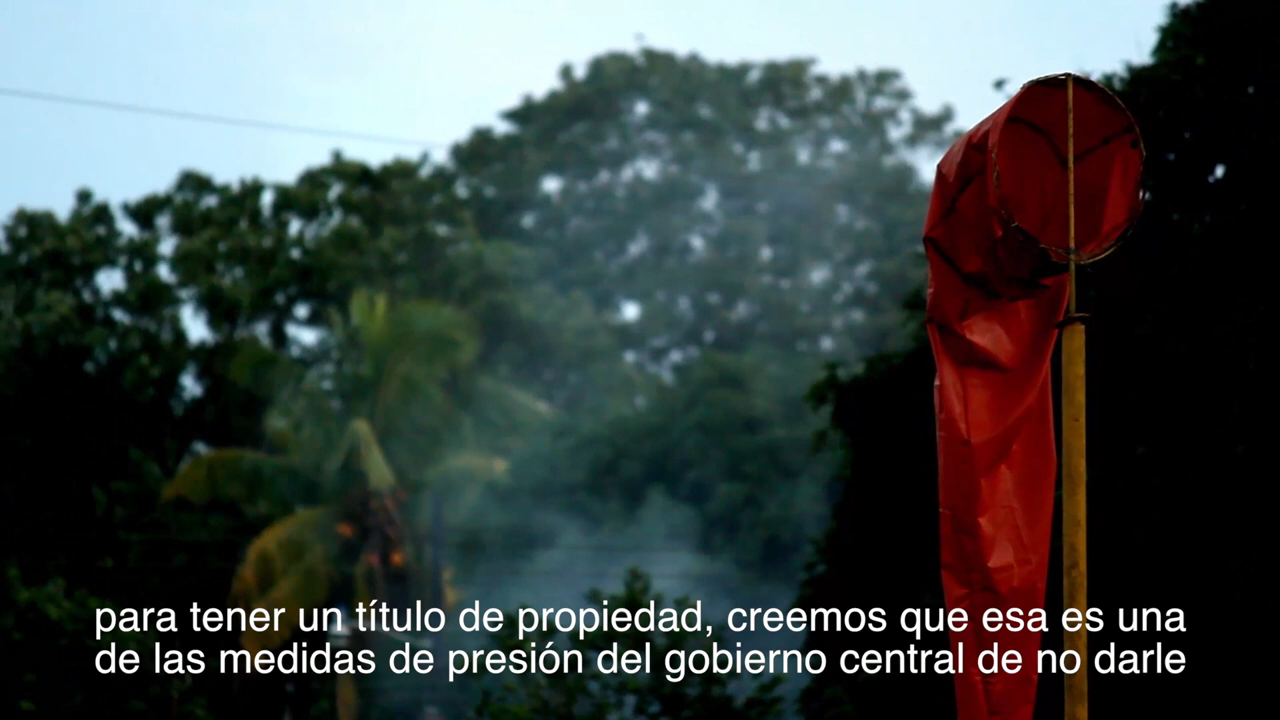 para tener un título de propiedad, creemos que esa es una
de las medidas de presión del gobierno central de no darle